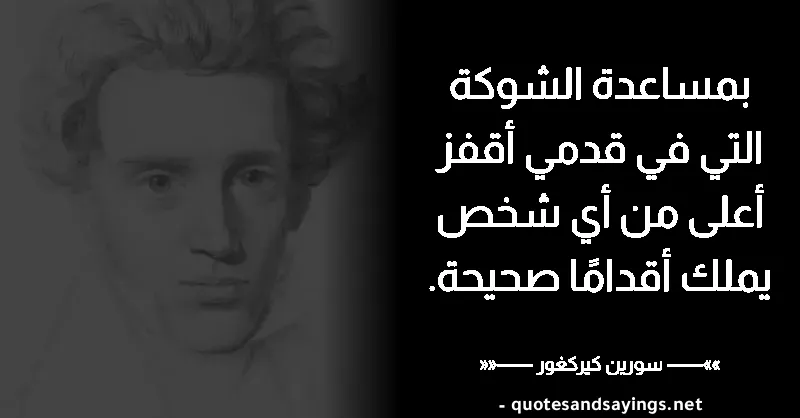 بمساعدة الشوكة
التي في قدمي أقفز
أعلى من أي شخص
يملك أقدامًا صحيحة.
»»—— سورين كيركغور ——««
- quotesandsayings.net